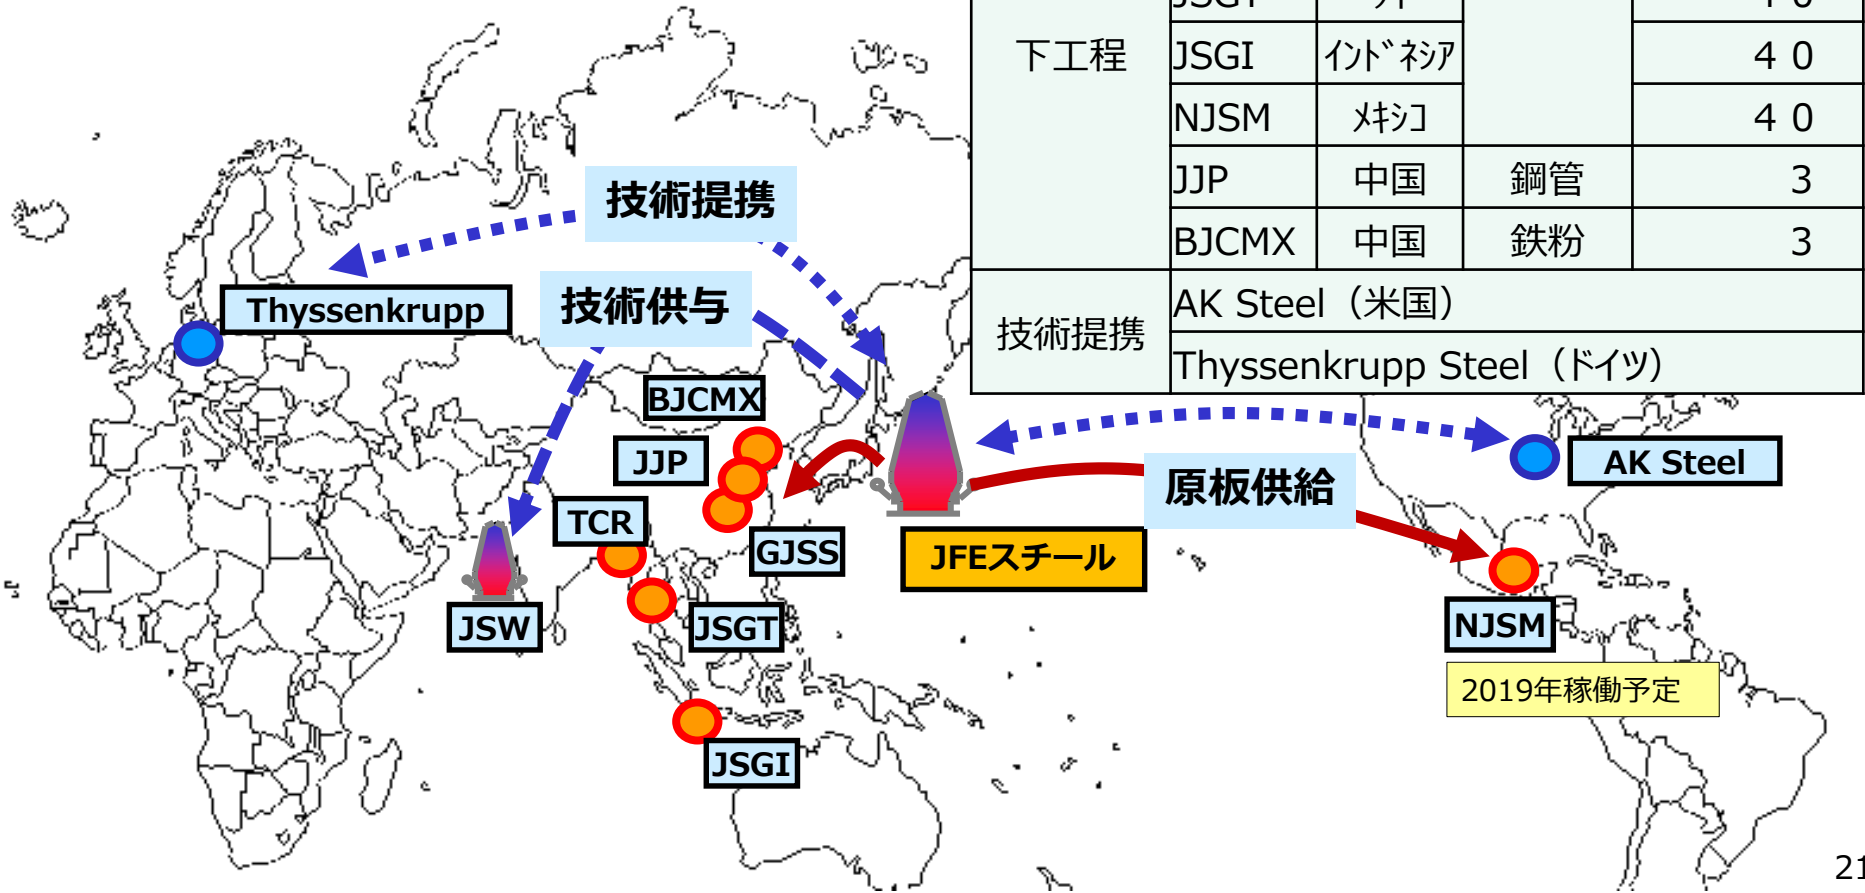 JSGI インドネシア 40
下工程
NJSM メキシコ 40
JJP 中国 鋼管 3
BJCMX 中国 鉄粉 3
技術提携
AK Steel（米国）
Thyssenkrupp Steel（ドイツ）
技術提携
Thyssenkrupp
技術供与
BJCMX
JJP
TCR
GJSS
JFEスチール
原板供給
AK Steel
JSW
JSGT
NJSM
2019年稼働予定
JSGI
21